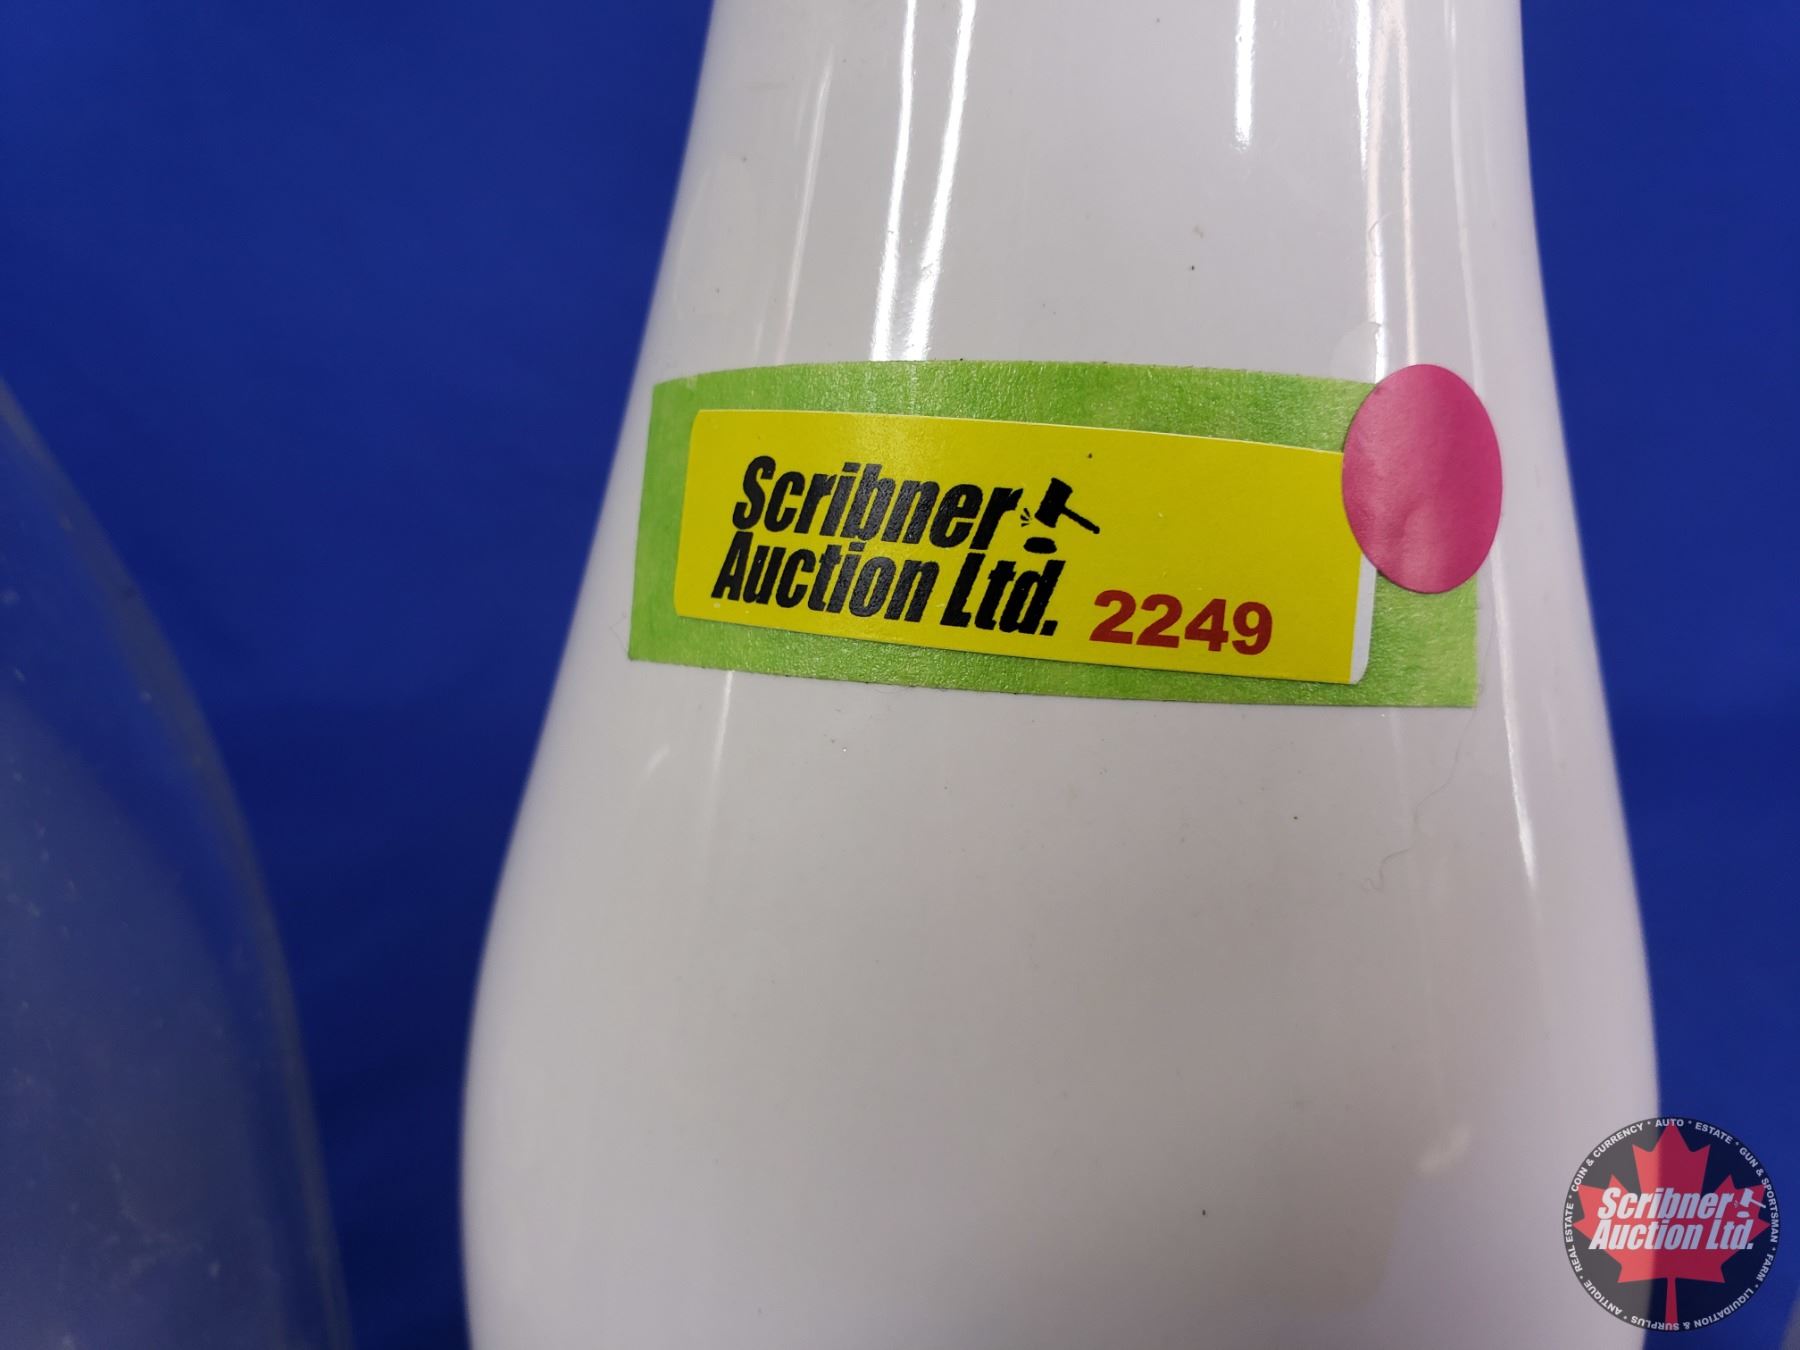 Scribner
Auction Ltd. 2249
REAL ESTATE * COIN & CURRENCY * AUTO * ESTATE * GUN & SPORTSMAN * FARM * LIQUIDATION & SURPLUS * ANTIQUE *
Scribner
Auction Ltd.